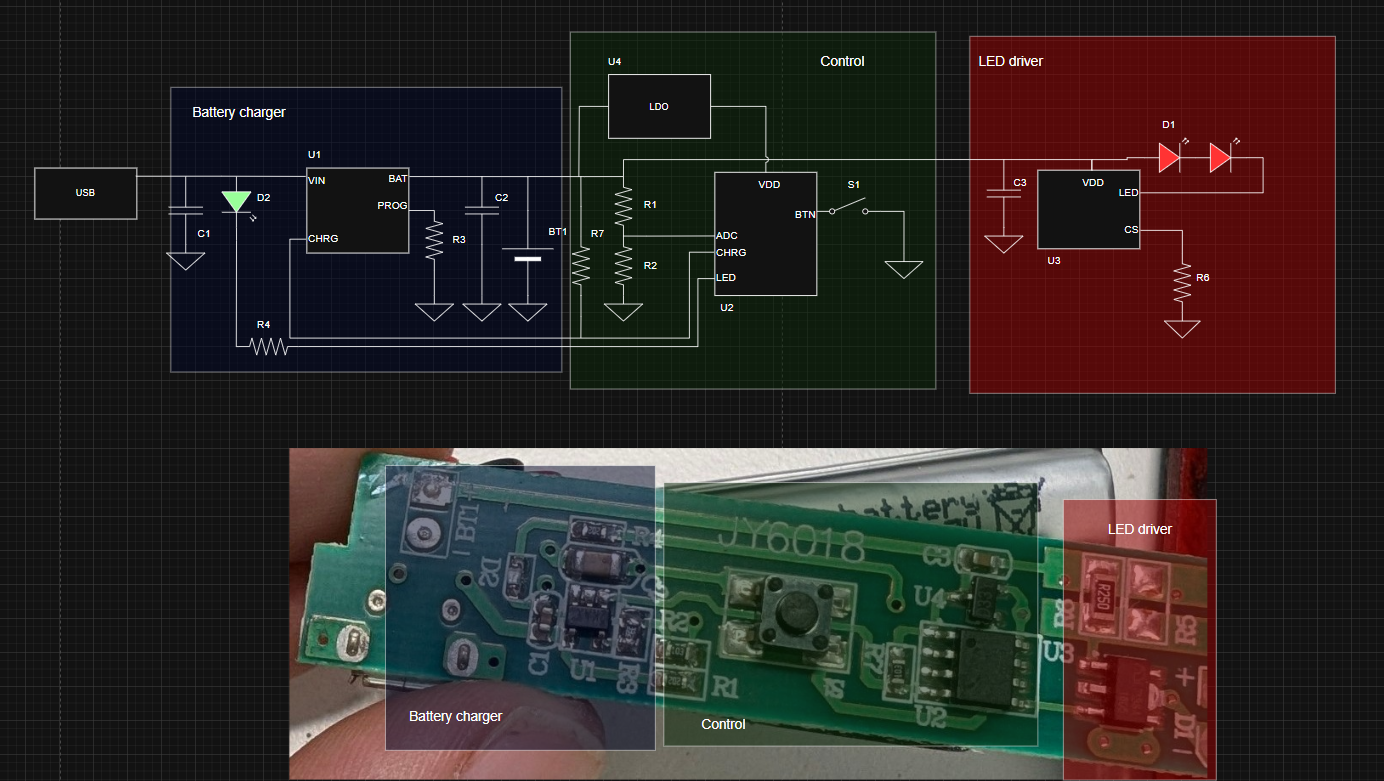 Control
U4
LED driver
LDO
Battery charger
D1
U1
USB
VIN
BAT
VDD
S1
C3
VDD
LED
D2
PROG
C2
R1
BTN
C1
CHRG
R3
BT1
R7
ADC
CS
R2
CHRG
U3
LED
R6
U2
R4
battery
BT1
JY6018
LED driver
C3
D2
U4
R250
R2
R5
C1
U1
R3
R1
S1
R7
U3
U2
+
D1
Battery charger
Control